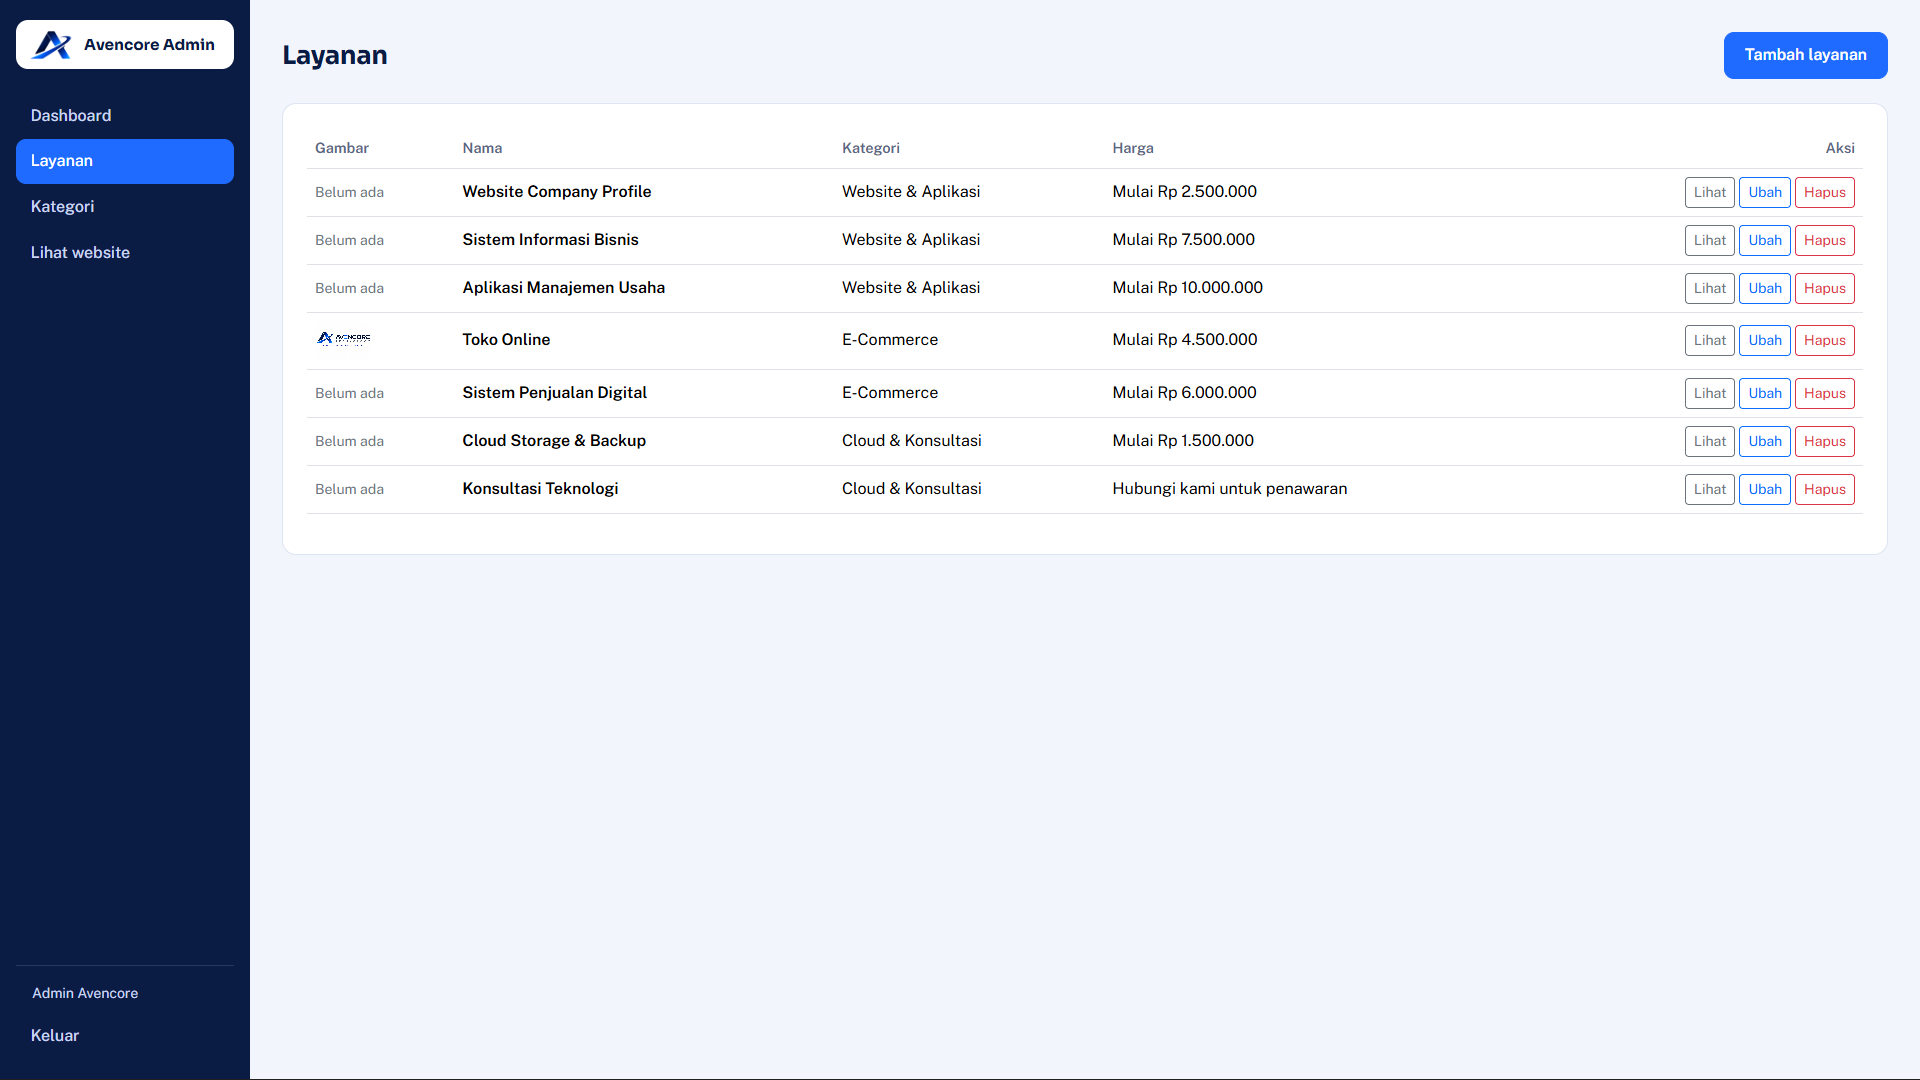 Avencore Admin
Dashboard
Layanan
Kategori
Lihat website
Admin Avencore
Keluar
Layanan
Tambah layanan
Gambar Nama Kategori Harga Aksi
Belum ada Website Company Profile Website & Aplikasi Mulai Rp 2.500.000 Lihat Ubah Hapus
Belum ada Sistem Informasi Bisnis Website & Aplikasi Mulai Rp 7.500.000 Lihat Ubah Hapus
Belum ada Aplikasi Manajemen Usaha Website & Aplikasi Mulai Rp 10.000.000 Lihat Ubah Hapus
AVENCORE Toko Online E-Commerce Mulai Rp 4.500.000 Lihat Ubah Hapus
Belum ada Sistem Penjualan Digital E-Commerce Mulai Rp 6.000.000 Lihat Ubah Hapus
Belum ada Cloud Storage & Backup Cloud & Konsultasi Mulai Rp 1.500.000 Lihat Ubah Hapus
Belum ada Konsultasi Teknologi Cloud & Konsultasi Hubungi kami untuk penawaran Lihat Ubah Hapus